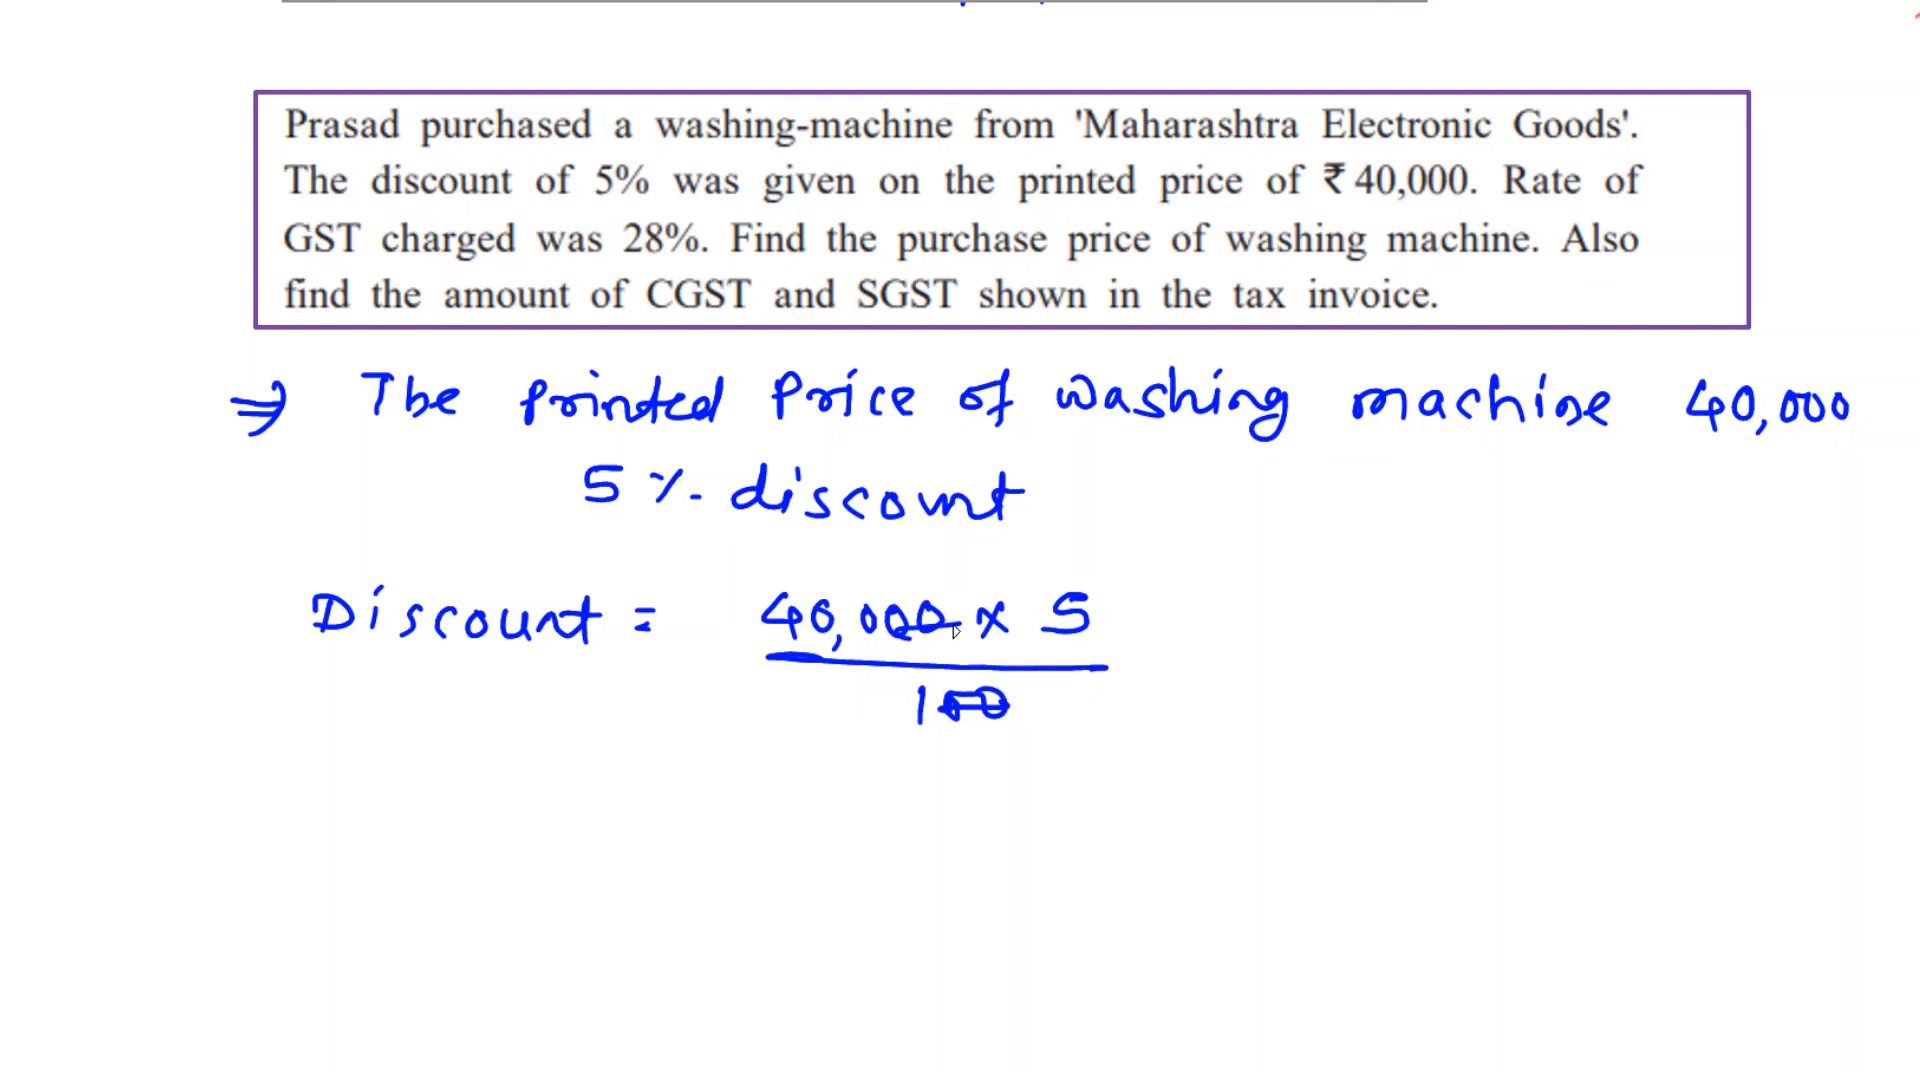 Prasad purchased a washing-machine from 'Maharashtra Electronic Goods'.
The discount of 5% was given on the printed price of ₹ 40,000. Rate of
GST charged was 28%. Find the purchase price of washing machine. Also
find the amount of CGST and SGST shown in the tax invoice.
⇒ The printed Price of washing machine 40,000
5 % discount
Discount = 40,000 x 5
100